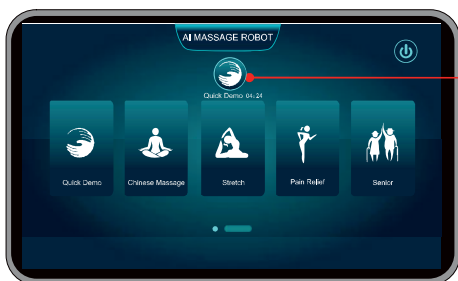 AI MASSAGE ROBOT
Quick Demo 04:24
Quick Demo
Chinese Massage
Stretch
Pain Relief
Senior